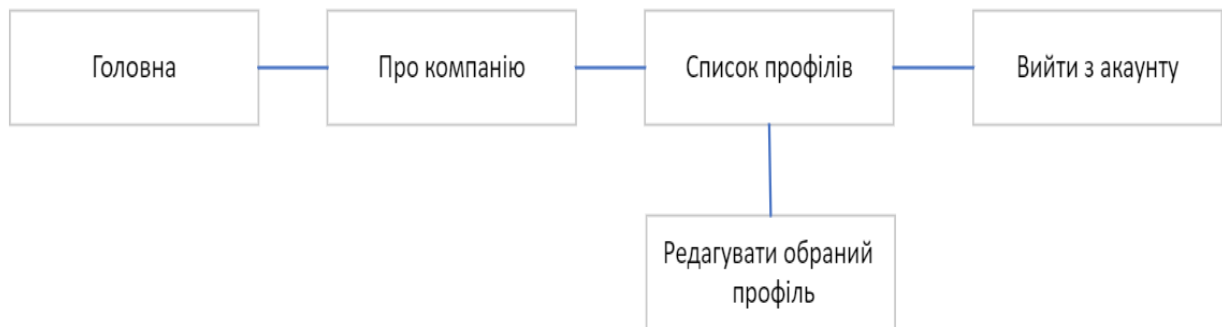 Головна
Про компанію
Список профілів
Вийти з акаунту
Редагувати обраний
профіль